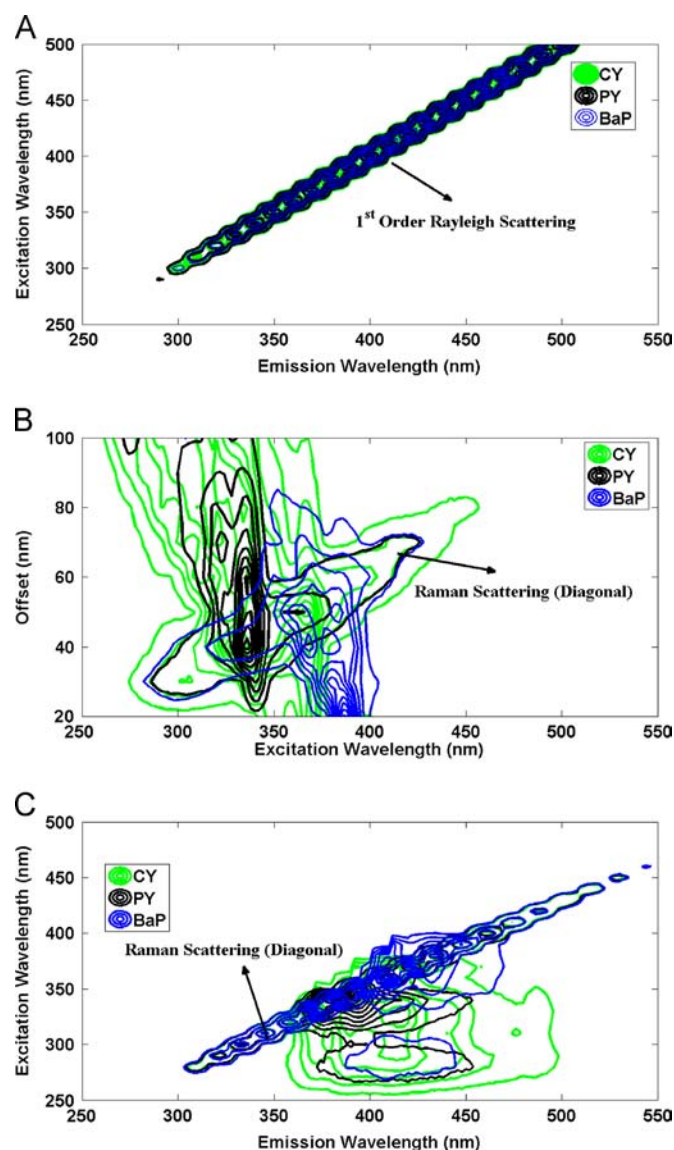 A
500
450
400
350
300
250
Excitation Wavelength (nm)
CY
PY
BaP
1st Order Rayleigh Scattering
250 300 350 400 450 500 550
Emission Wavelength (nm)
B
100
80
60
40
20
Offset (nm)
CY
PY
BaP
Raman Scattering (Diagonal)
250 300 350 400 450 500 550
Excitation Wavelength (nm)
C
500
450
400
350
300
250
Excitation Wavelength (nm)
CY
PY
BaP
Raman Scattering (Diagonal)
250 300 350 400 450 500 550
Emission Wavelength (nm)